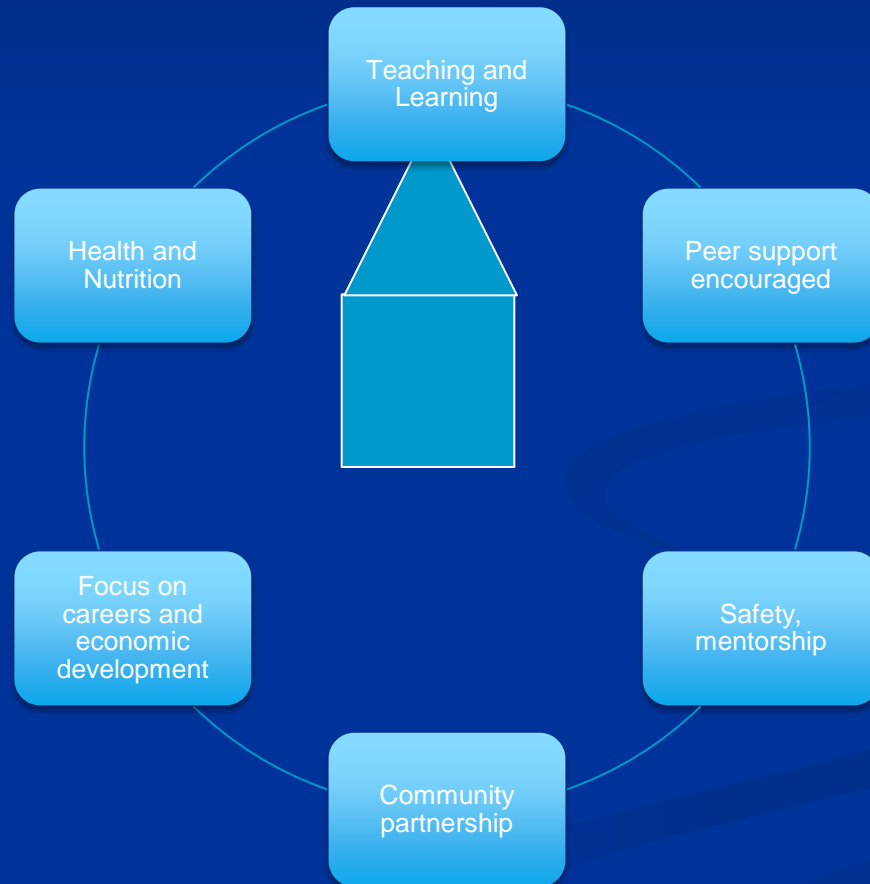 Teaching and
Learning
Health and
Nutrition
Peer support
encouraged
Focus on
careers and
economic
development
Safety,
mentorship
Community
partnership